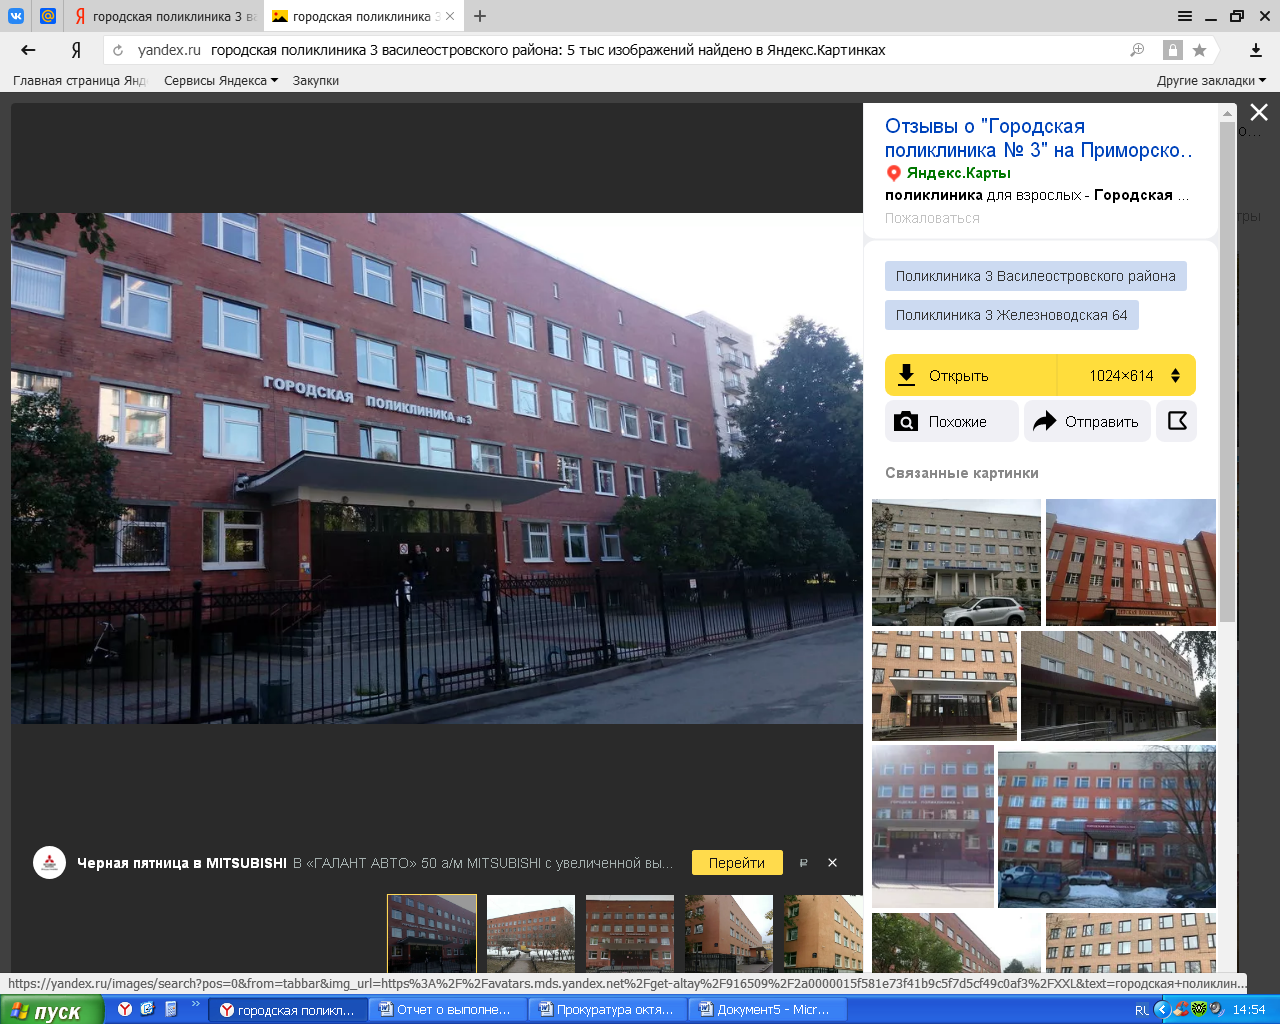 городская поликлиника 3 ва
городская поликлиника 3
yandex.ru городская поликлиника 3 василеостровского района: 5 тыс изображений найдено в Яндекс.Картинках
Главная страница Янд
Сервисы Яндекса
Закупки
Другие закладки
Отзывы о "Городская
поликлиника № 3" на Приморско..
Яндекс.Карты
поликлиника для взрослых - Городская ...
Пожаловаться
Поликлиника 3 Василеостровского района
Поликлиника 3 Железноводская 64
Открыть
1024×614
Похожие
Отправить
Связанные картинки
ГОРОДСКАЯ ПОЛИКЛИНИКА №3
Черная пятница в MITSUBISHI В «ГАЛАНТ АВТО» 50 а/м MITSUBISHI с увеличенной вы...
Перейти
https://yandex.ru/images/search?pos=0&from=tabbar&img_url=https%3A%2F%2Favatars.mds.yandex.net%2Fget-altay%2F916509%2F2a0000015f581e73f41b9c5f7d5cf49c0af3%2FXXL&text=городская+поликлин...
пуск
городская поликл...
Отчет о выполне...
Прокуратура октя...
Документ5 - Micr...
RU
14:54